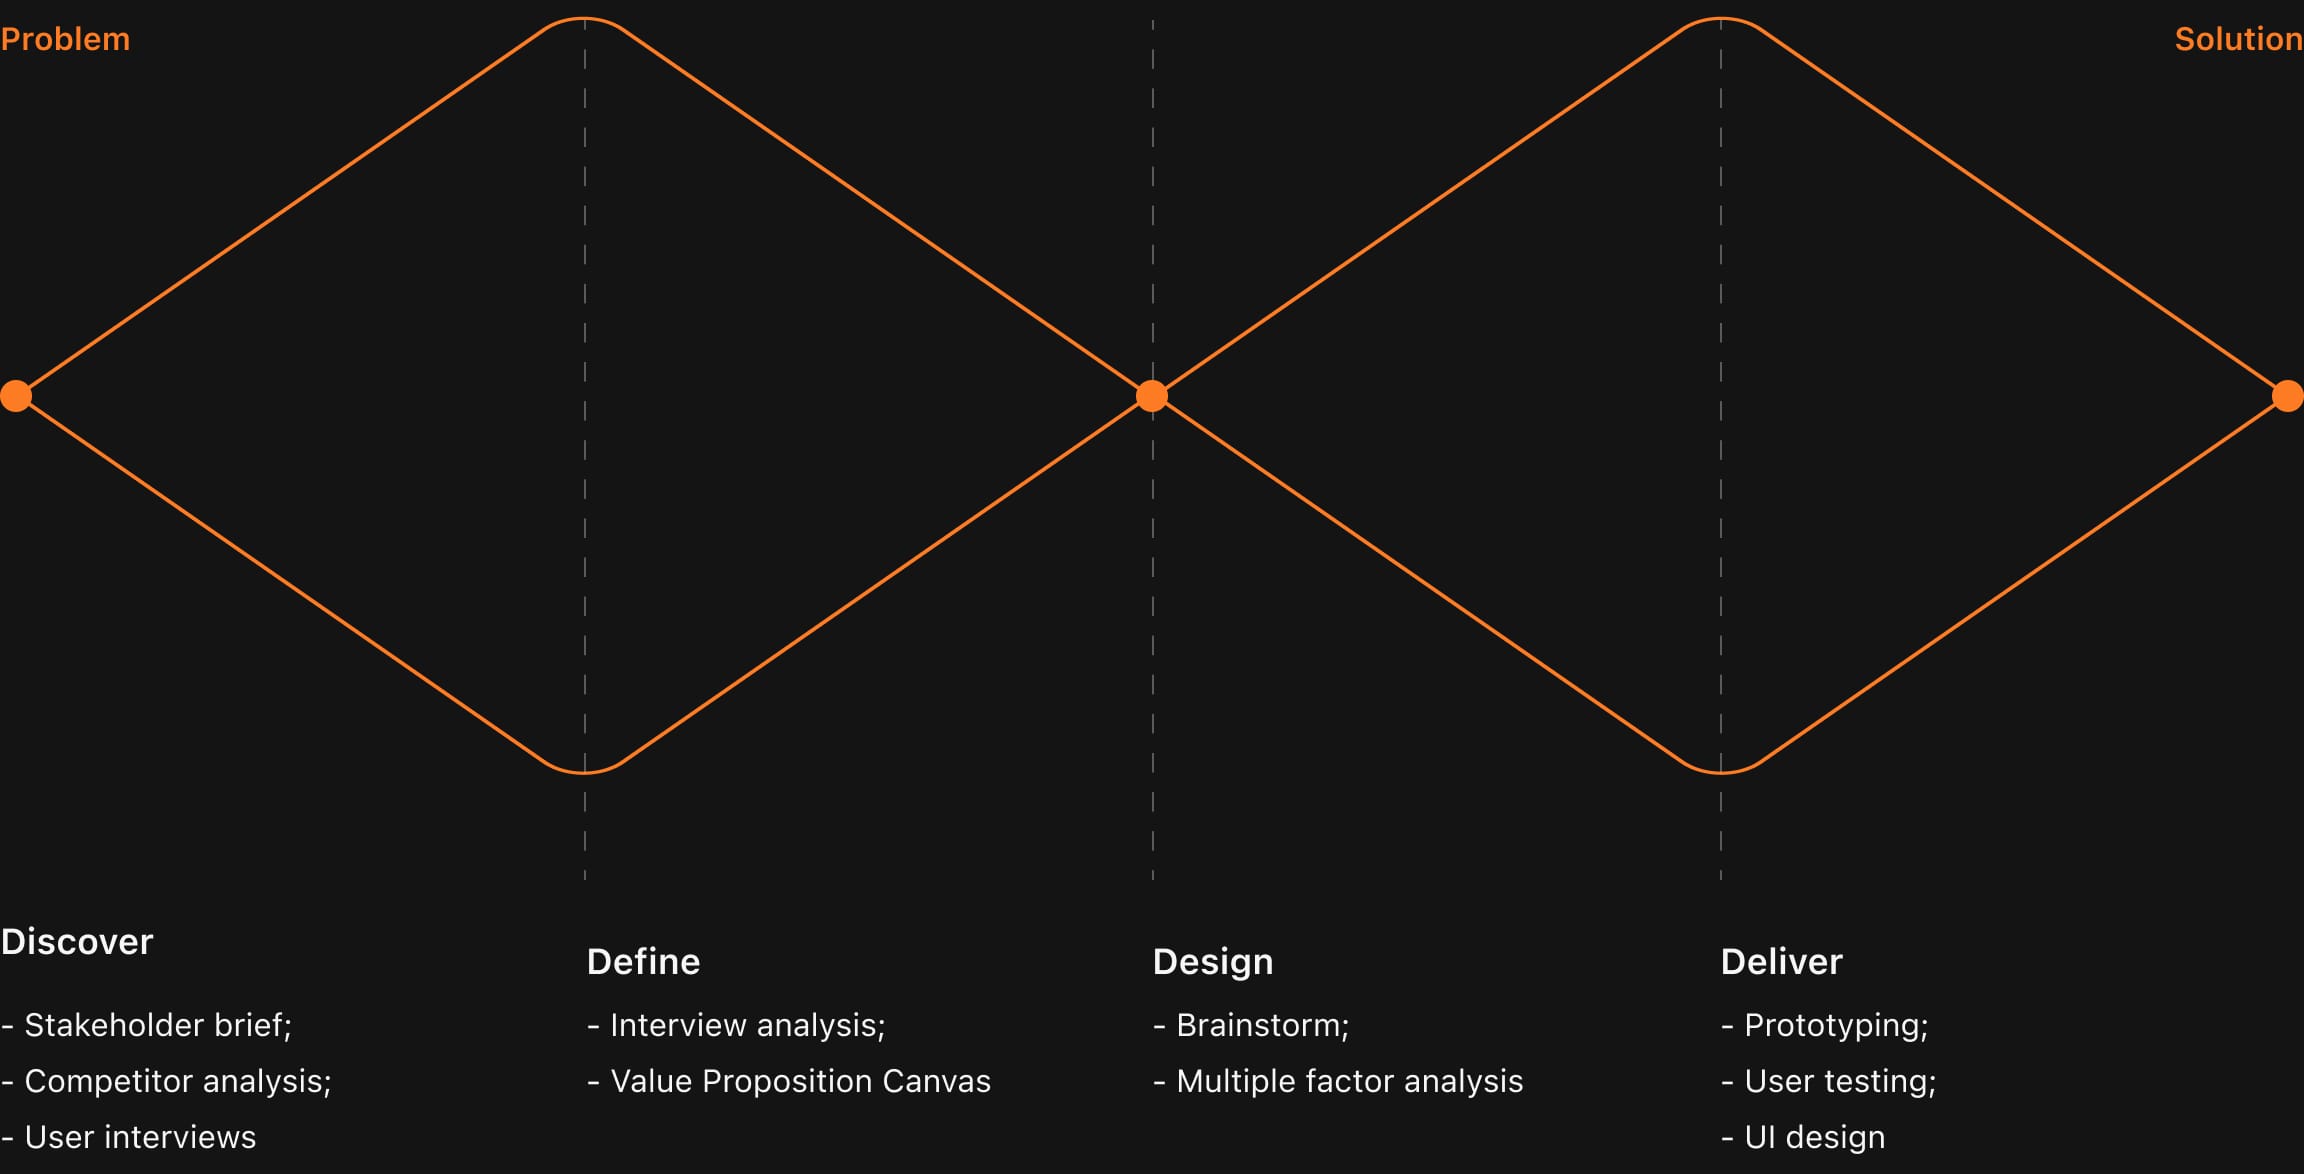 Problem
Solution
Discover
- Stakeholder brief;
- Competitor analysis;
- User interviews
Define
- Interview analysis;
- Value Proposition Canvas
Design
- Brainstorm;
- Multiple factor analysis
Deliver
- Prototyping;
- User testing;
- UI design